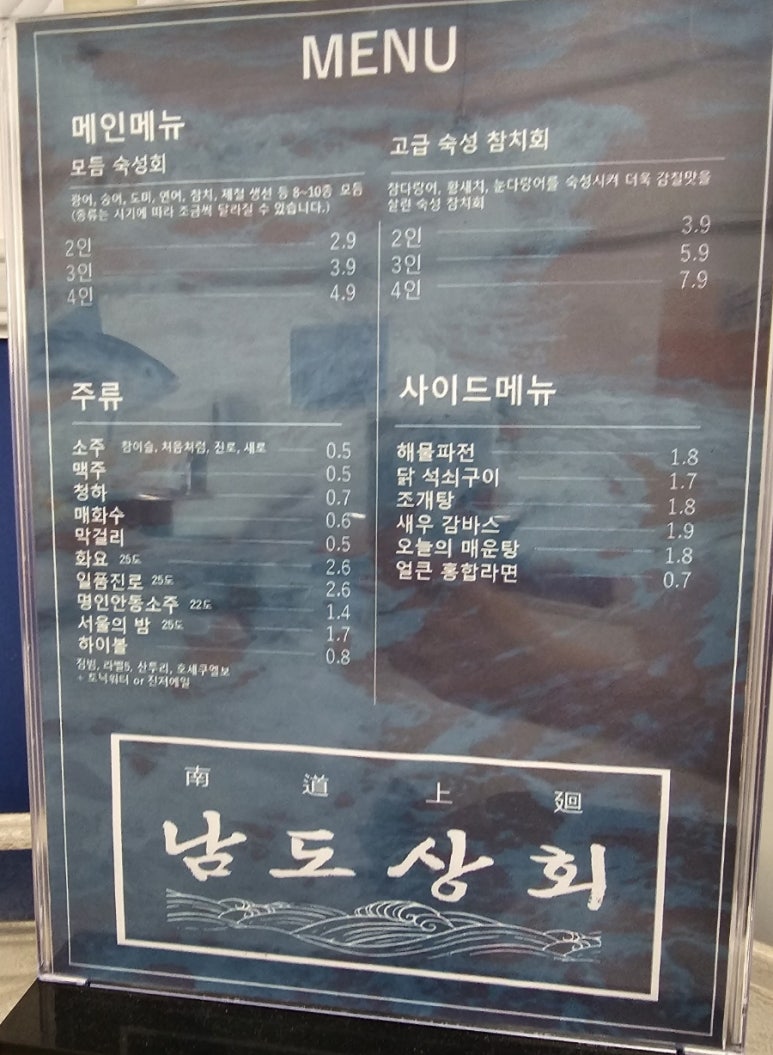 MENU
메인메뉴
모듬 숙성회
광어, 숭어, 도미, 연어, 참치, 제철 생선 등 8~10종 모듬
(종류는 시기에 따라 조금씩 달라질 수 있습니다.)
2인 2.9
3인 3.9
4인 4.9
고급 숙성 참치회
참다랑어, 황새치, 눈다랑어를 숙성시켜 더욱 감칠맛을
살린 숙성 참치회
2인 3.9
3인 5.9
4인 7.9
주류
소주 참이슬, 처음처럼, 진로, 새로 0.5
맥주 0.5
청하 0.7
매화수 0.6
막걸리 0.5
화요 25도 2.6
일품진로 25도 2.6
명인안동소주 22도 1.4
서울의 밤 25도 1.7
하이볼 0.8
짐빔, 라벨5, 산토리, 호세쿠엘보
+ 토닉워터 or 진저에일
사이드메뉴
해물파전 1.8
닭 석쇠구이 1.7
조개탕 1.8
새우 감바스 1.9
오늘의 매운탕 1.8
얼큰 홍합라면 0.7
南道上廻
남도상회